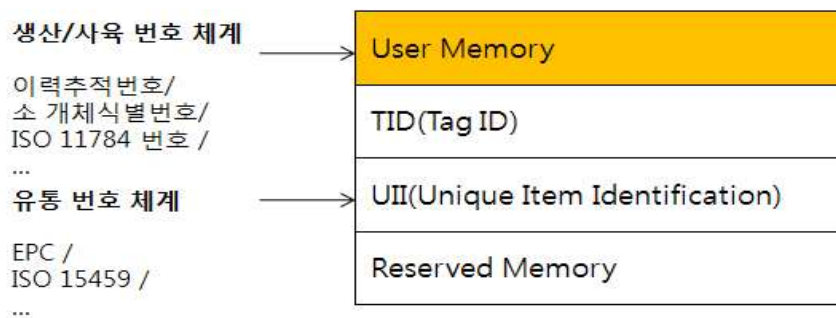 생산/사육 번호 체계
이력추적번호/
소 개체식별번호/
ISO 11784 번호 /
...
유통 번호 체계
EPC /
ISO 15459 /
...
User Memory
TID(Tag ID)
UII(Unique Item Identification)
Reserved Memory